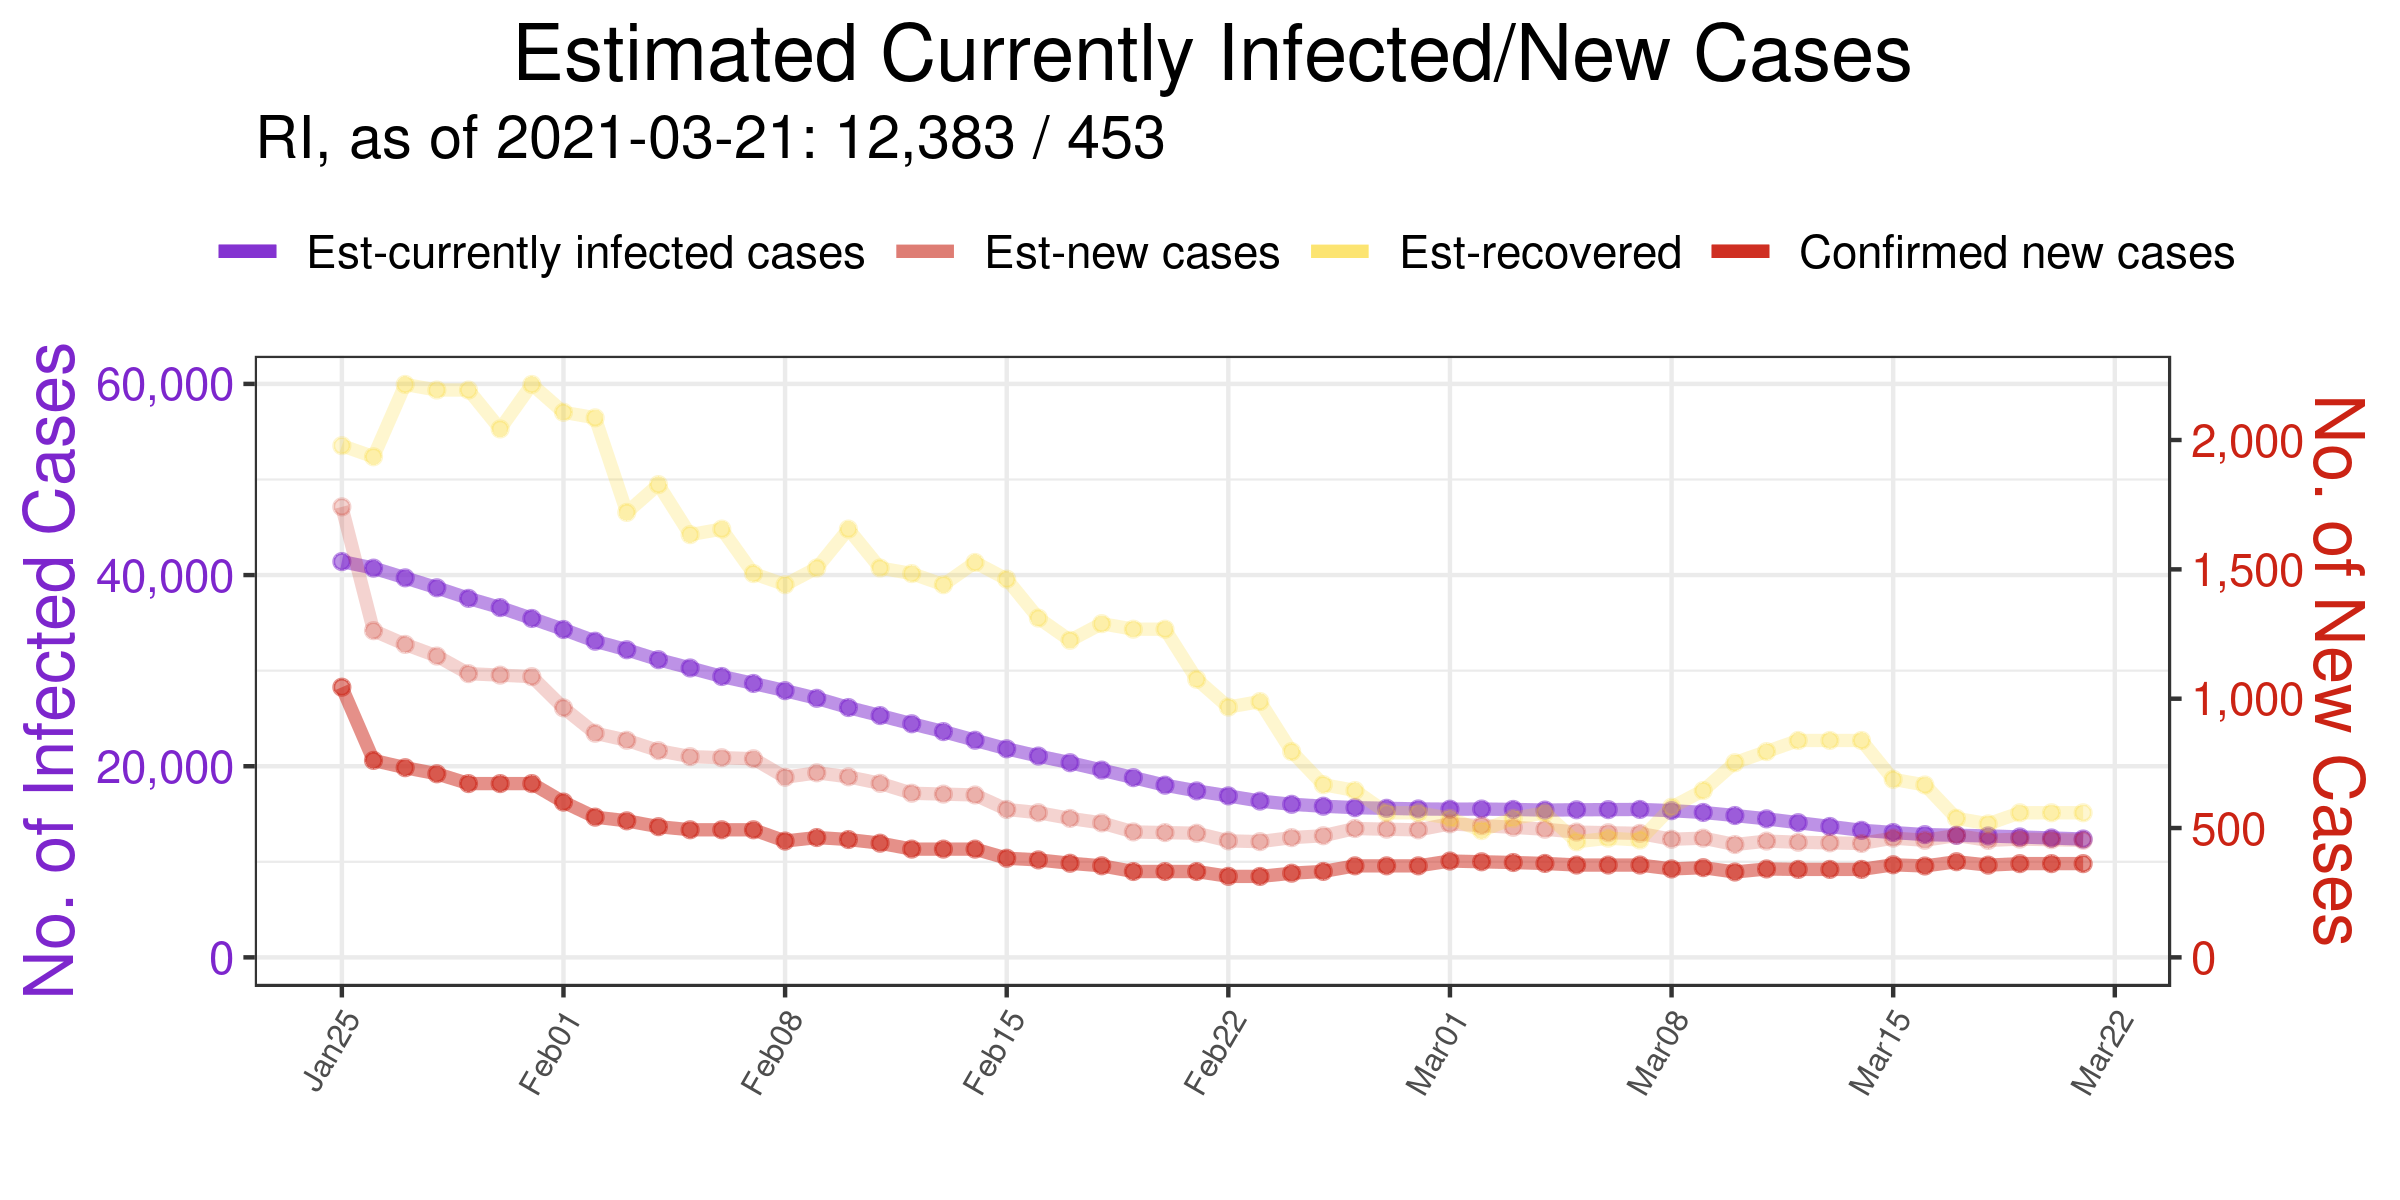 Estimated Currently Infected/New Cases
RI, as of 2021-03-21: 12,383 / 453
Est-currently infected cases Est-new cases Est-recovered Confirmed new cases
No. of Infected Cases
60,000
40,000
20,000
0
2,000
1,500
1,000
500
0
No. of New Cases
Jan25 Feb01 Feb08 Feb15 Feb22 Mar01 Mar08 Mar15 Mar22